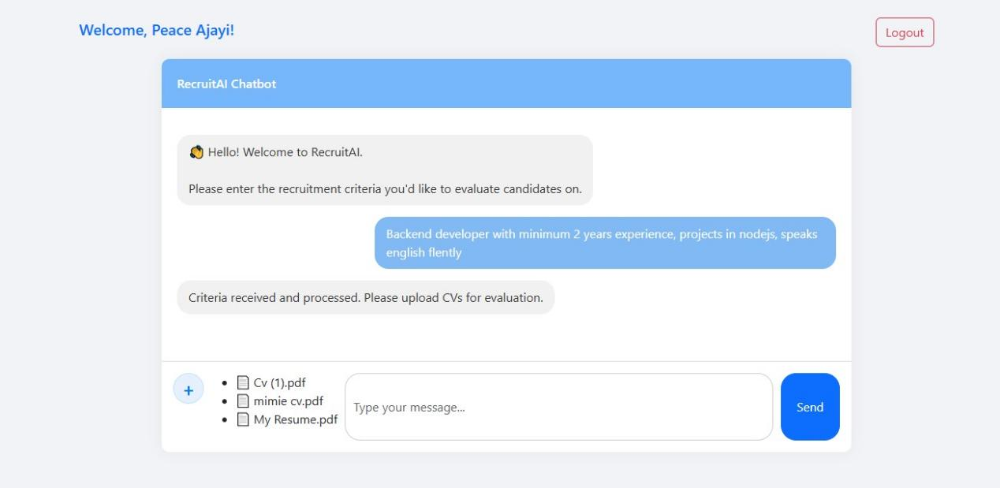 Welcome, Peace Ajayi!
Logout
RecruitAI Chatbot
👏 Hello! Welcome to RecruitAI.
Please enter the recruitment criteria you'd like to evaluate candidates on.
Backend developer with minimum 2 years experience, projects in nodejs, speaks
english flently
Criteria received and processed. Please upload CVs for evaluation.
+
• 📄 Cv (1).pdf
• 📄 mimie cv.pdf
• 📄 My Resume.pdf
Type your message...
Send